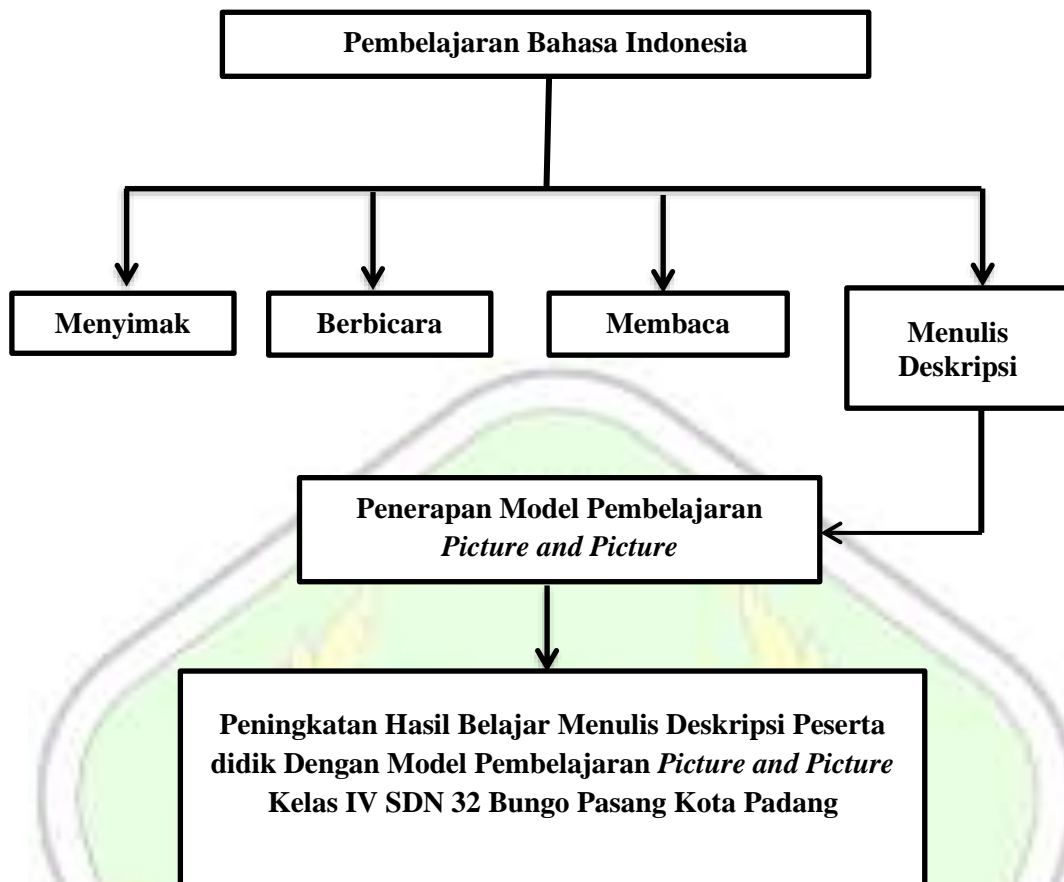 Pembelajaran Bahasa Indonesia
Menyimak
Berbicara
Membaca
Menulis
Deskripsi
Penerapan Model Pembelajaran
Picture and Picture
Peningkatan Hasil Belajar Menulis Deskripsi Peserta
didik Dengan Model Pembelajaran Picture and Picture
Kelas IV SDN 32 Bungo Pasang Kota Padang